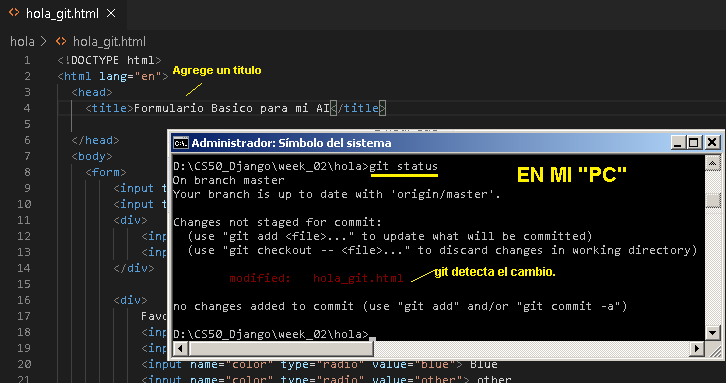 hola_git.html
hola > hola_git.html
1 <!DOCTYPE html>
2 <html lang="en">
Agrege un titulo
3 <head>
4 <title>Formulario Basico para mi AI</title>
5
6 </head>
7 <body>
8 <form>
9 <input t
10 <input t
11 <div>
12 <inp
13 <inp
14 </div>
15
16 <div>
17 Favo
18 <inp
19 <inp
20 <input name="color" type="radio" value="blue"> Blue
21 <input name="color" type="radio" value="other"> other
Administrador: Símbolo del sistema
D:\CS50_Django\week_02\hola>git status
EN MI "PC"
On branch master
Your branch is up to date with 'origin/master'.
Changes not staged for commit:
(use "git add <file>..." to update what will be committed)
(use "git checkout -- <file>..." to discard changes in working directory)
modified: hola_git.html
git detecta el cambio.
no changes added to commit (use "git add" and/or "git commit -a")
D:\CS50_Django\week_02\hola>